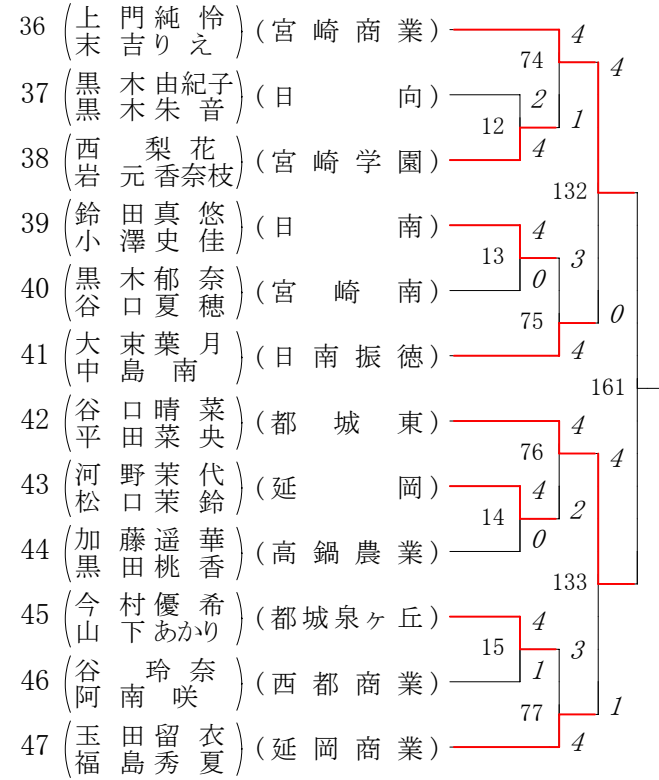 36 (上門純怜 末吉りえ) (宮崎商業) 4
74 4
37 (黒木由紀子 黒木朱音) (日向) 2
12 1
38 (西梨花 岩元香奈枝) (宮崎学園) 4
132
39 (鈴田真悠 小澤史佳) (日南) 4
13 3
40 (黒木郁奈 谷口夏穂) (宮崎南) 0
75 0
41 (大束葉月 中島南) (日南振徳) 4
161
42 (谷口晴菜 平田菜央) (都城東) 4
76 4
43 (河野茉代 松口茉鈴) (延岡) 4
14 2
44 (加藤遥華 黒田桃香) (高鍋農業) 0
133
45 (今村優希 山下あかり) (都城泉ヶ丘) 4
15 3
46 (谷玲奈 阿南咲) (西都商業) 1
77 1
47 (玉田留衣 福島秀夏) (延岡商業) 4